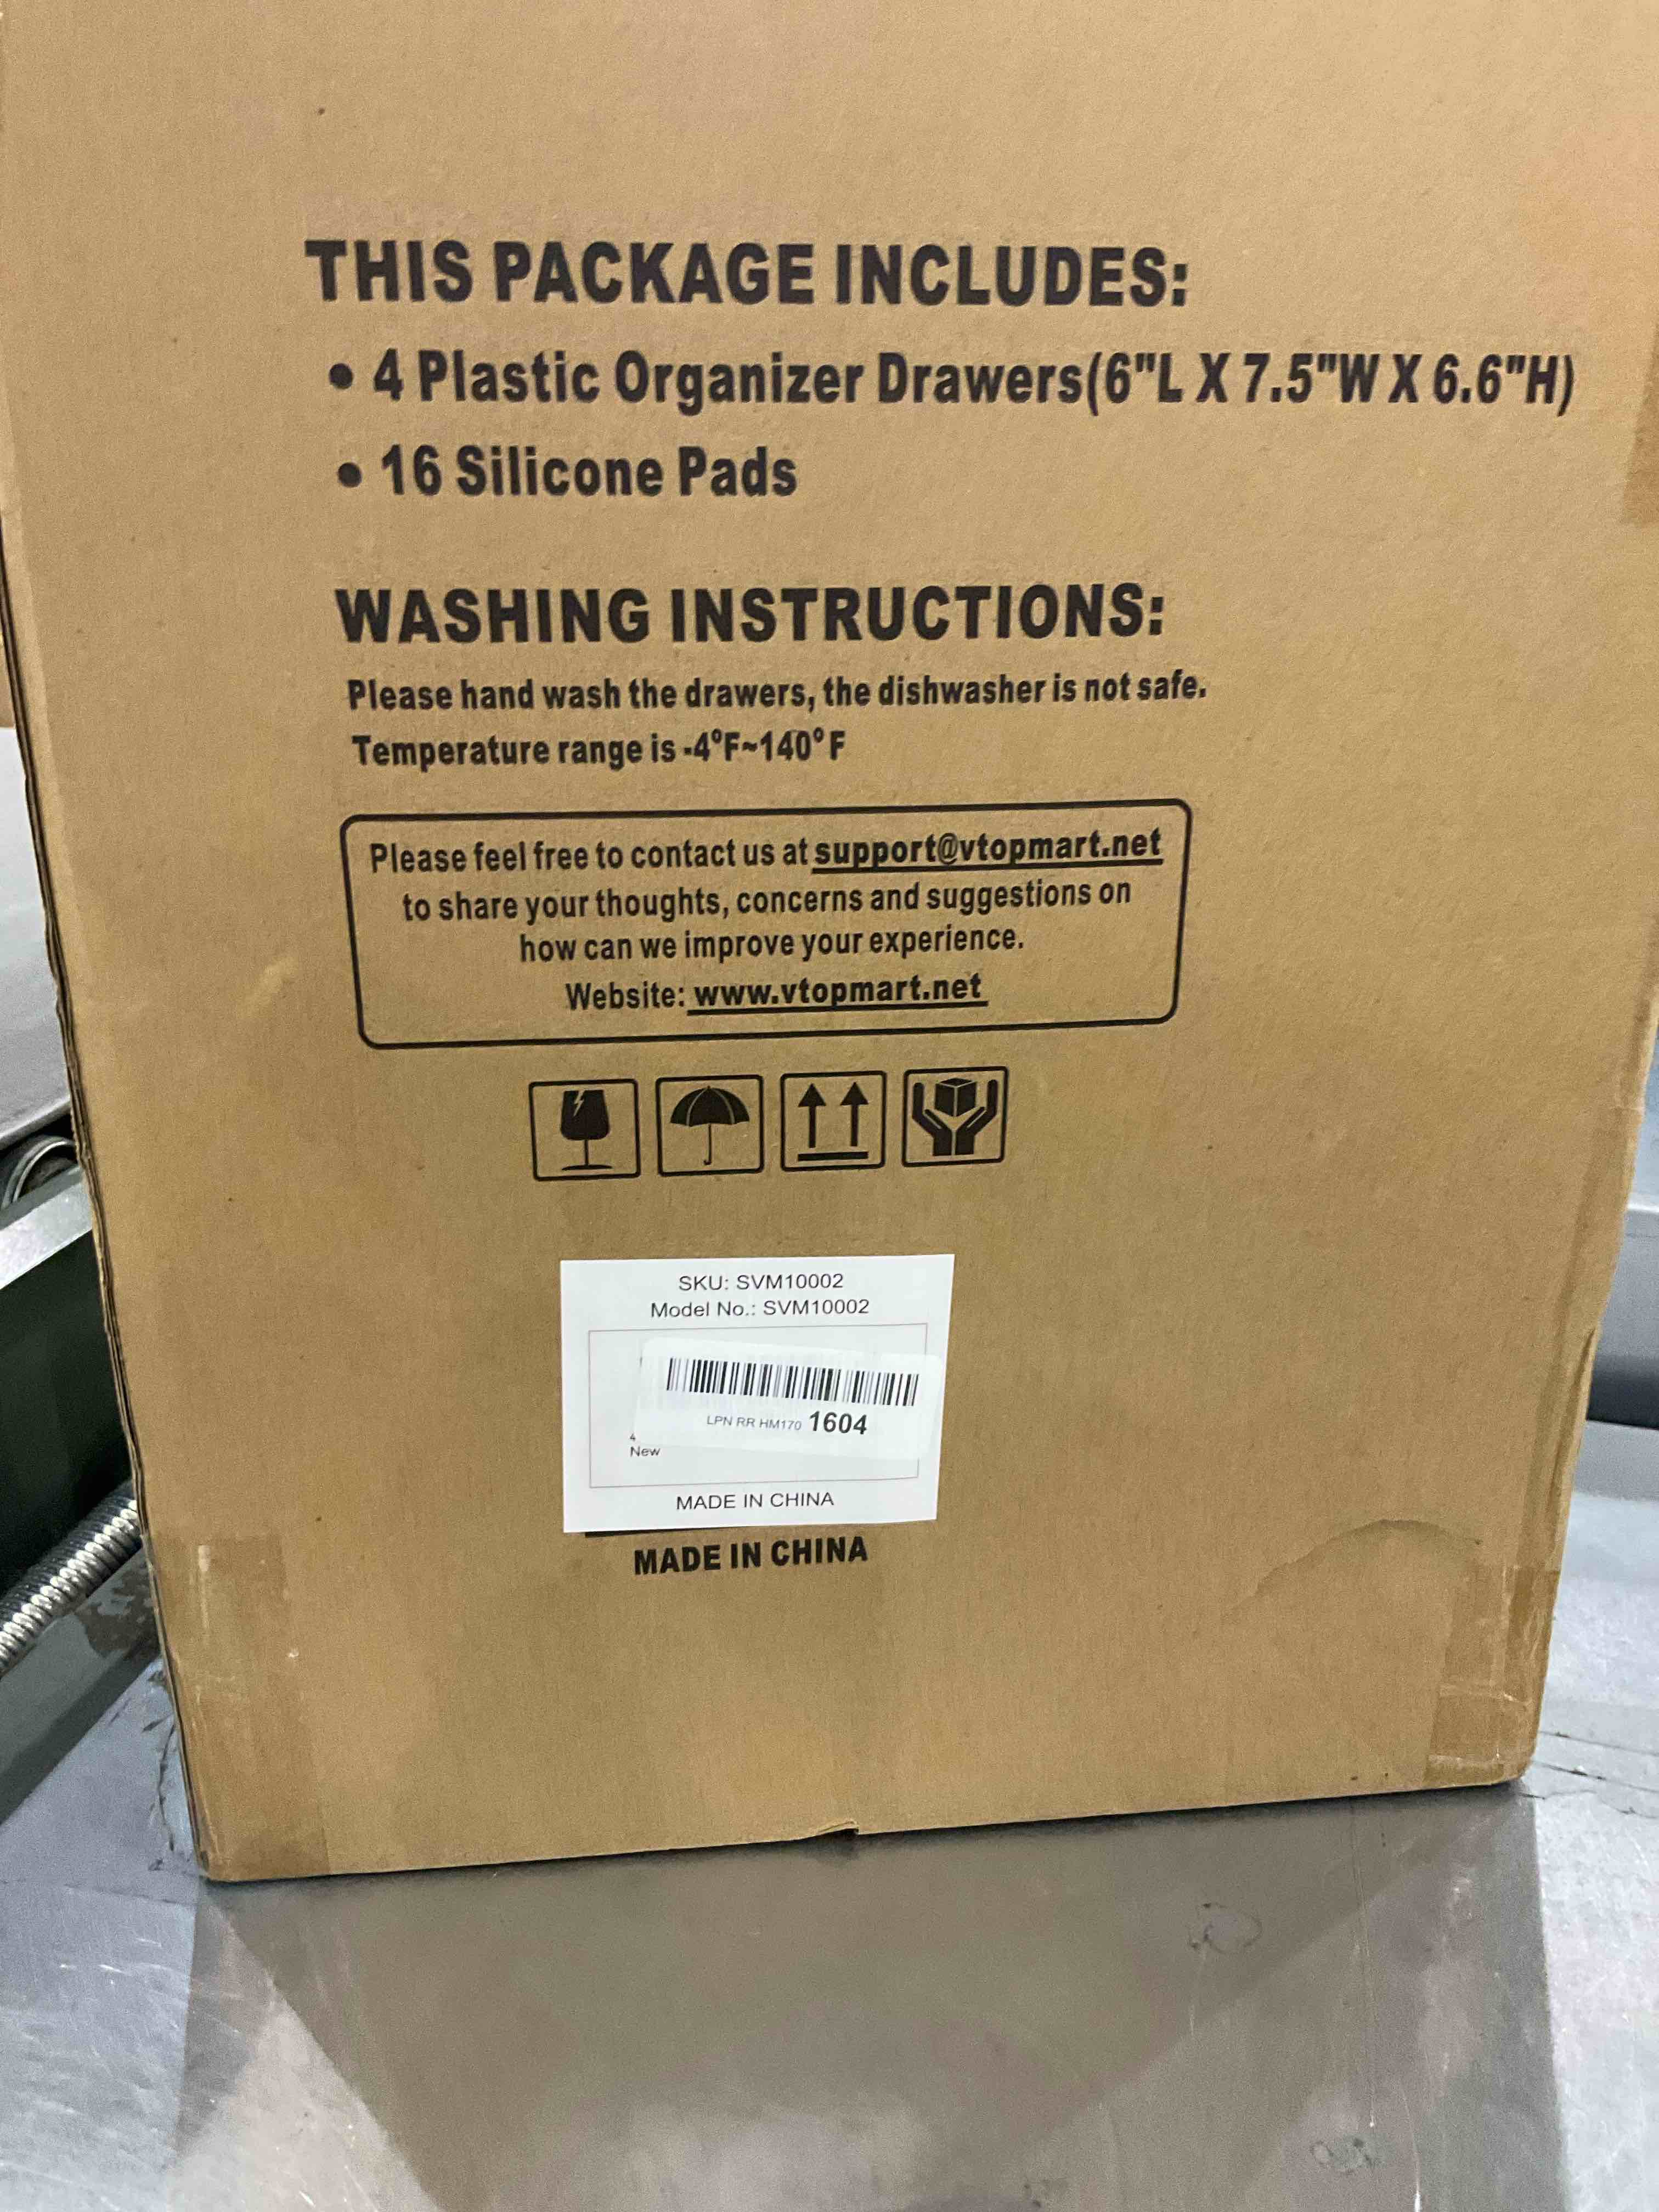 THIS PACKAGE INCLUDES:
• 4 Plastic Organizer Drawers(6"L X 7.5"W X 6.6"H)
• 16 Silicone Pads
WASHING INSTRUCTIONS:
Please hand wash the drawers, the dishwasher is not safe.
Temperature range is -4°F~140°F
Please feel free to contact us at support@vtopmart.net
to share your thoughts, concerns and suggestions on
how can we improve your experience.
Website: www.vtopmart.net
SKU: SVM10002
Model No.: SVM10002
LPN RR HM170 1604
4
New
MADE IN CHINA
MADE IN CHINA